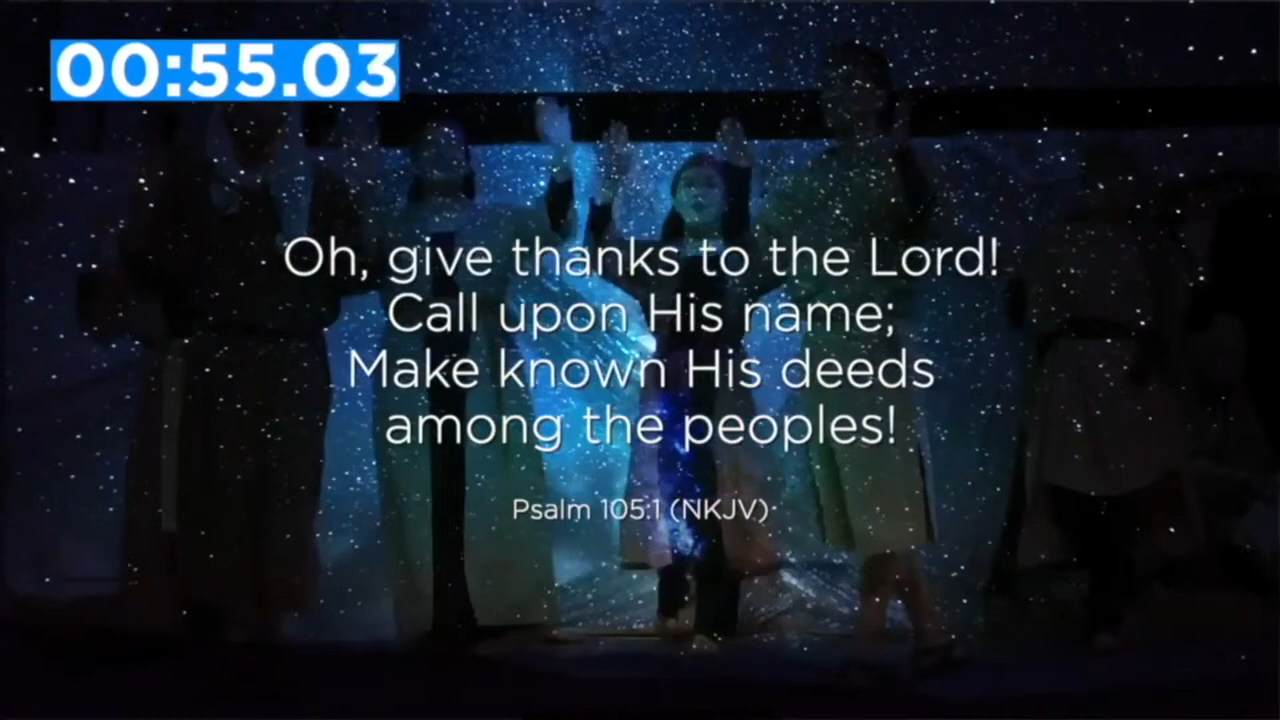 00:55.03
Oh, give thanks to the Lord!
Call upon His name;
Make known His deeds
among the peoples!
Psalm 105:1 (NKJV)